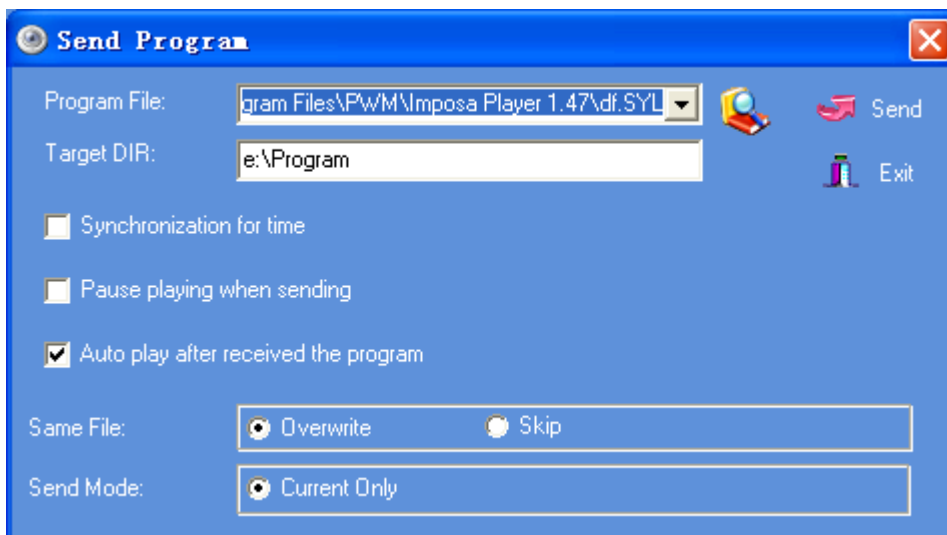 Send Program
Program File: gram Files\PWM\Imposa Player 1.47\df.SYL Send
Target DIR: e:\Program Exit
Synchronization for time
Pause playing when sending
Auto play after received the program
Same File: Overwrite Skip
Send Mode: Current Only